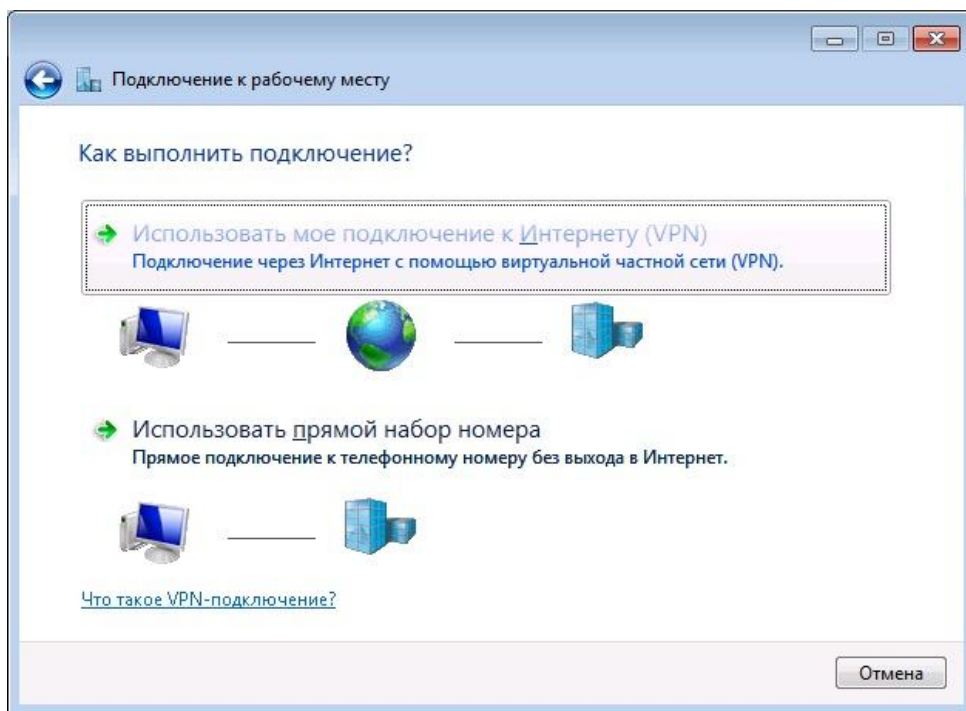 Подключение к рабочему месту
Как выполнить подключение?
Использовать мое подключение к Интернету (VPN)
Подключение через Интернет с помощью виртуальной частной сети (VPN).
Использовать прямой набор номера
Прямое подключение к телефонному номеру без выхода в Интернет.
Что такое VPN-подключение?
Отмена